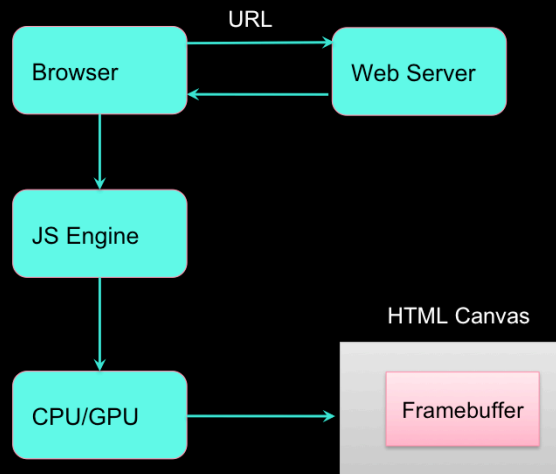 URL
Browser
Web Server
JS Engine
HTML Canvas
CPU/GPU
Framebuffer